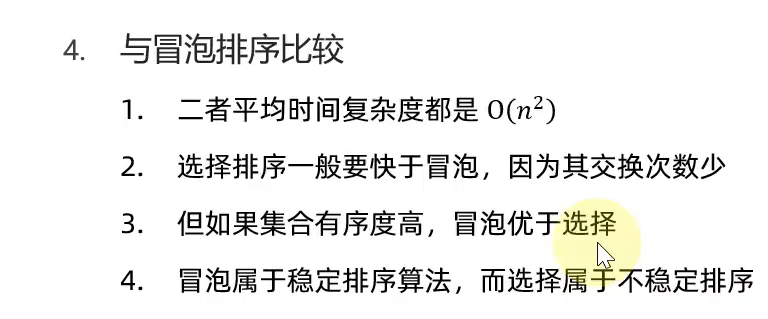 4. 与冒泡排序比较
1. 二者平均时间复杂度都是 O(n²)
2. 选择排序一般要快于冒泡，因为其交换次数少
3. 但如果集合有序度高，冒泡优于选择
4. 冒泡属于稳定排序算法，而选择属于不稳定排序